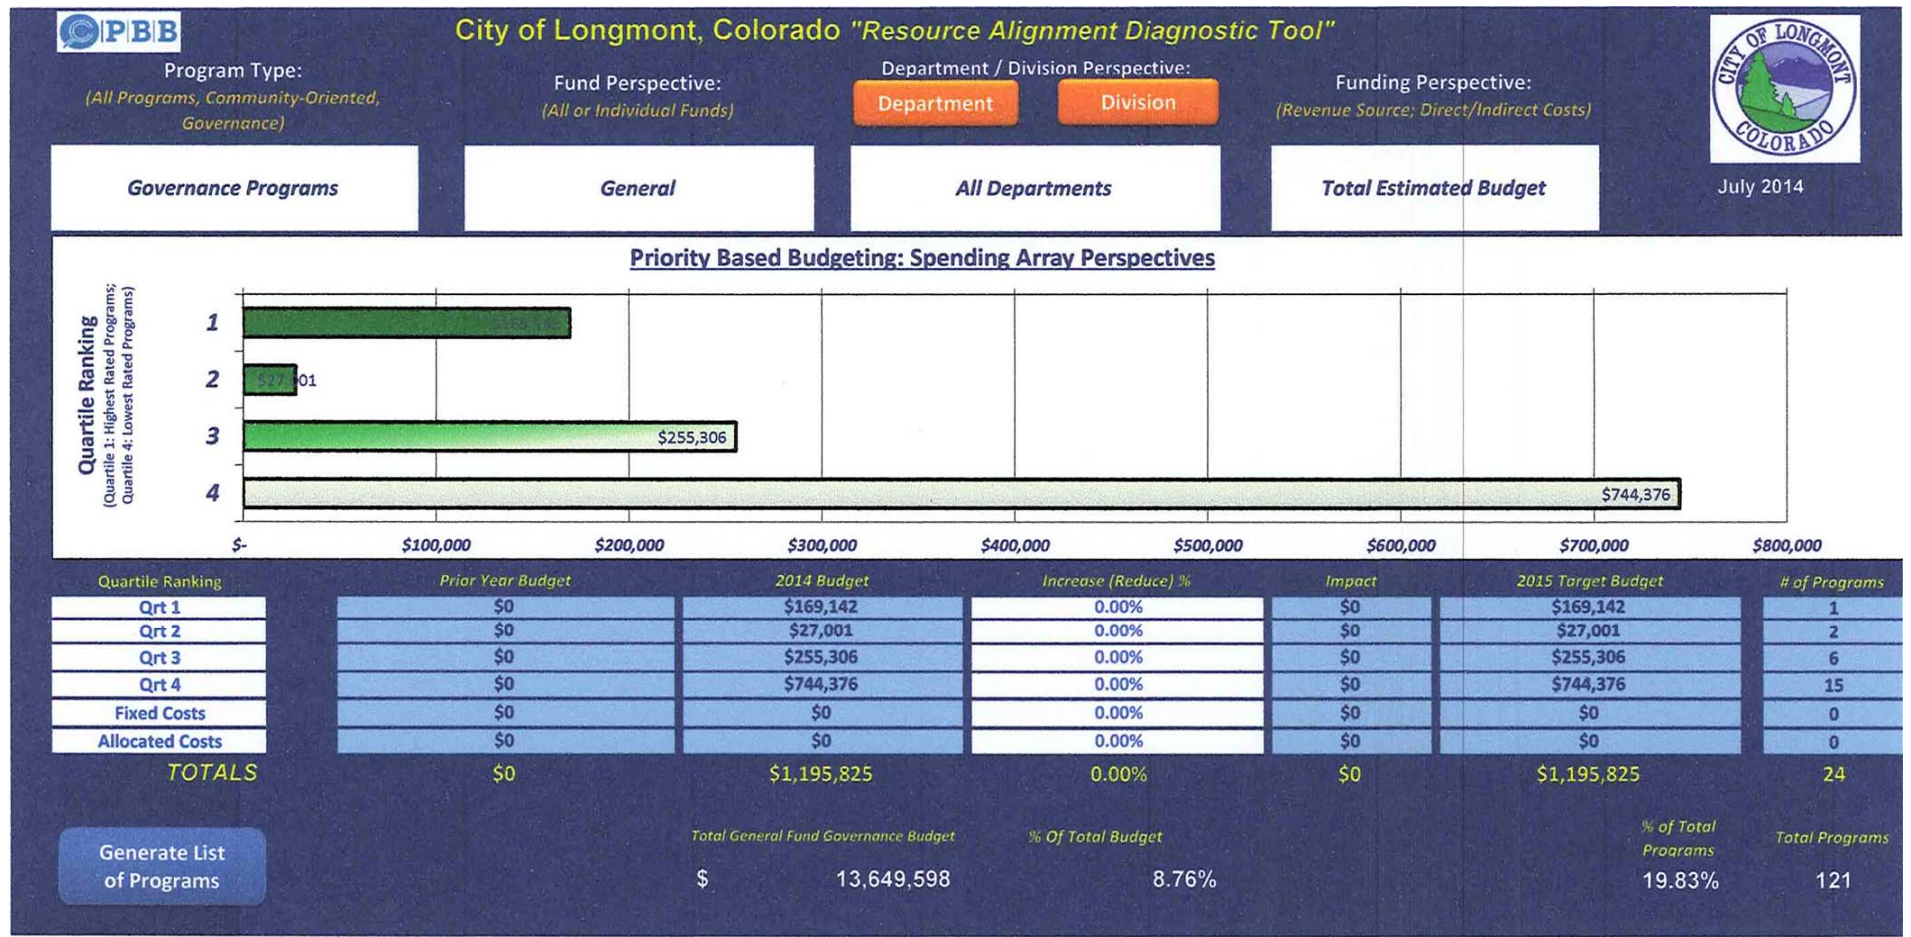 PBB
City of Longmont, Colorado "Resource Alignment Diagnostic Tool"
Program Type:
(All Programs, Community-Oriented,
Governance)
Fund Perspective:
(All or Individual Funds)
Department / Division Perspective:
Department Division
Funding Perspective:
(Revenue Source; Direct/Indirect Costs)
CITY OF LONGMONT
COLORADO
July 2014
Governance Programs General All Departments Total Estimated Budget
Priority Based Budgeting: Spending Array Perspectives
Quartile Ranking
(Quartile 1: Highest Rated Programs;
Quartile 4: Lowest Rated Programs)
1
2 $27,001
3 $255,306
4 $744,376
$- $100,000 $200,000 $300,000 $400,000 $500,000 $600,000 $700,000 $800,000
Quartile Ranking Prior Year Budget 2014 Budget Increase (Reduce) % Impact 2015 Target Budget # of Programs
Qrt 1 $0 $169,142 0.00% $0 $169,142 1
Qrt 2 $0 $27,001 0.00% $0 $27,001 2
Qrt 3 $0 $255,306 0.00% $0 $255,306 6
Qrt 4 $0 $744,376 0.00% $0 $744,376 15
Fixed Costs $0 $0 0.00% $0 $0 0
Allocated Costs $0 $0 0.00% $0 $0 0
TOTALS $0 $1,195,825 0.00% $0 $1,195,825 24
Generate List
of Programs
Total General Fund Governance Budget % Of Total Budget
$ 13,649,598 8.76%
% of Total
Programs
Total Programs
19.83% 121